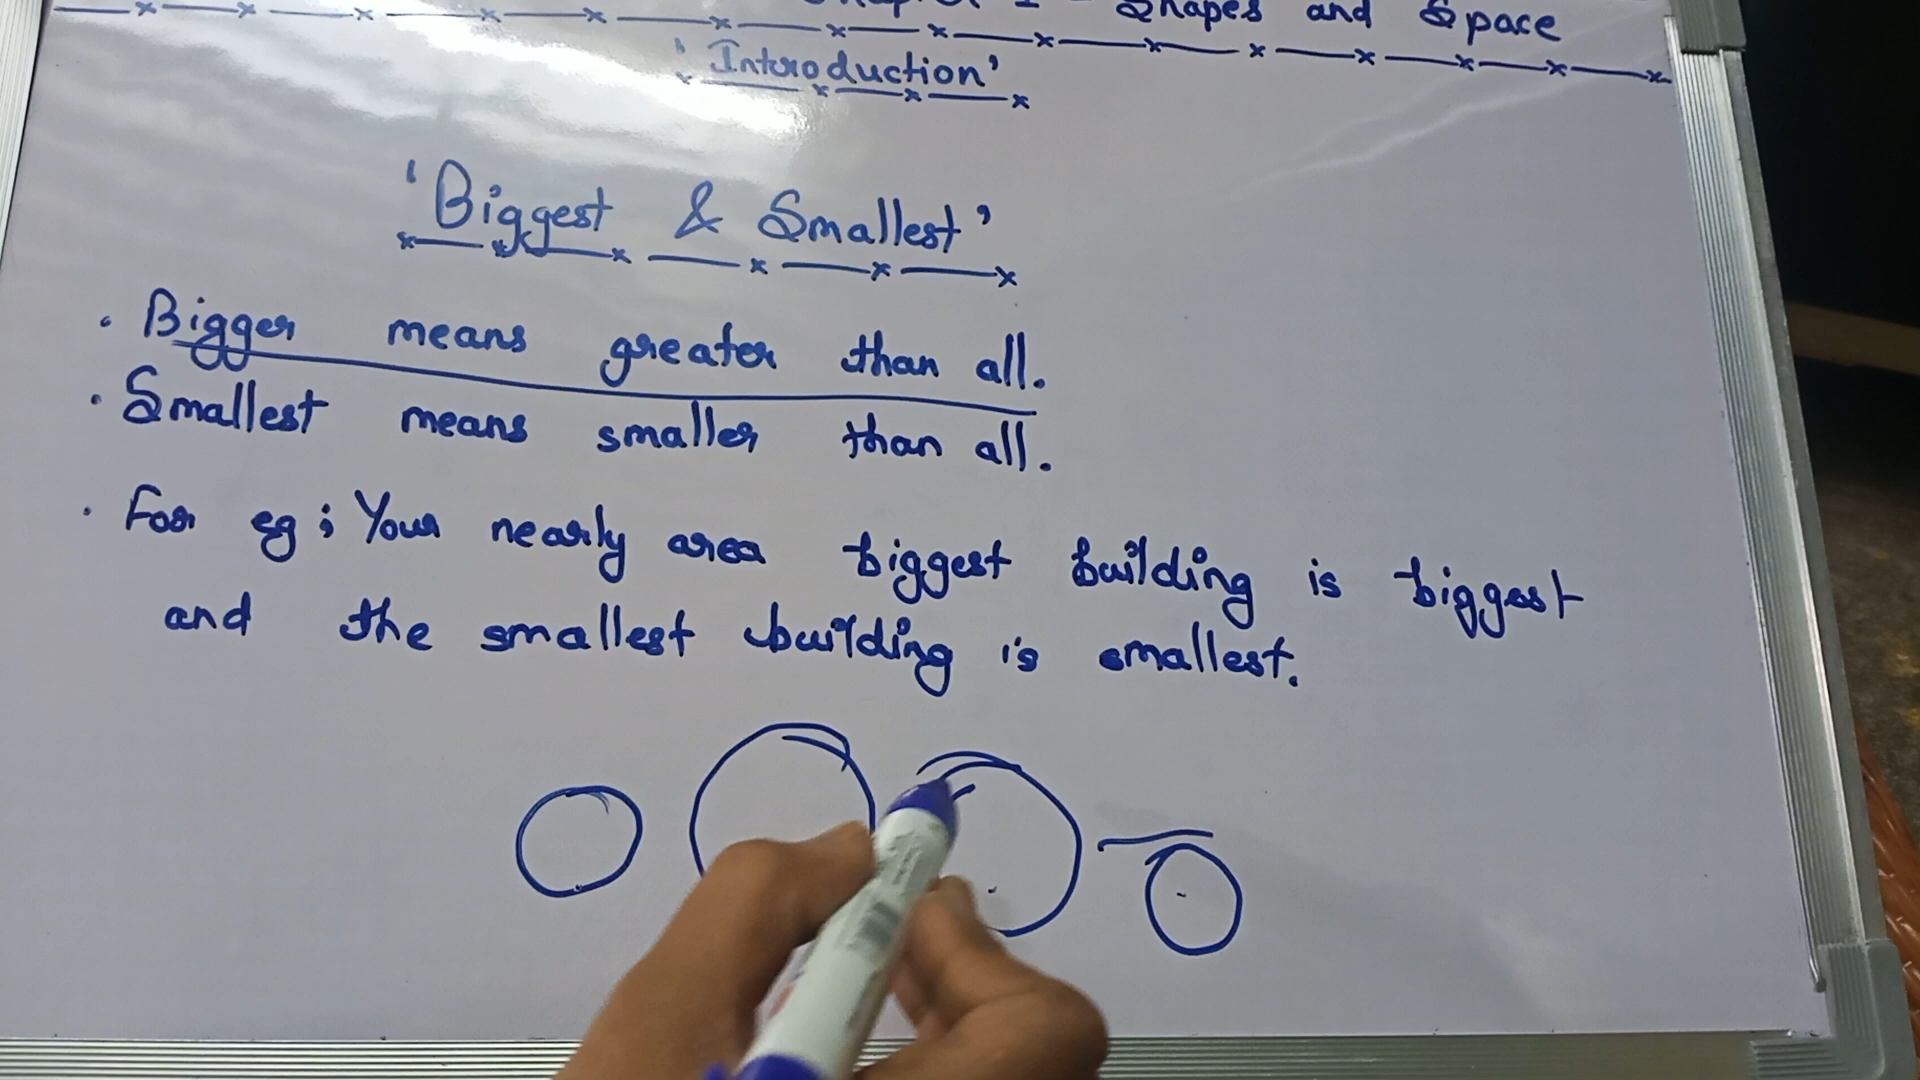 Shapes and Space
'Introduction'
'Biggest & Smallest'
. Bigger means greater than all.
. Smallest means smaller than all.
. For eg ; Your nearly area biggest building is biggest
and the smallest building is smallest.